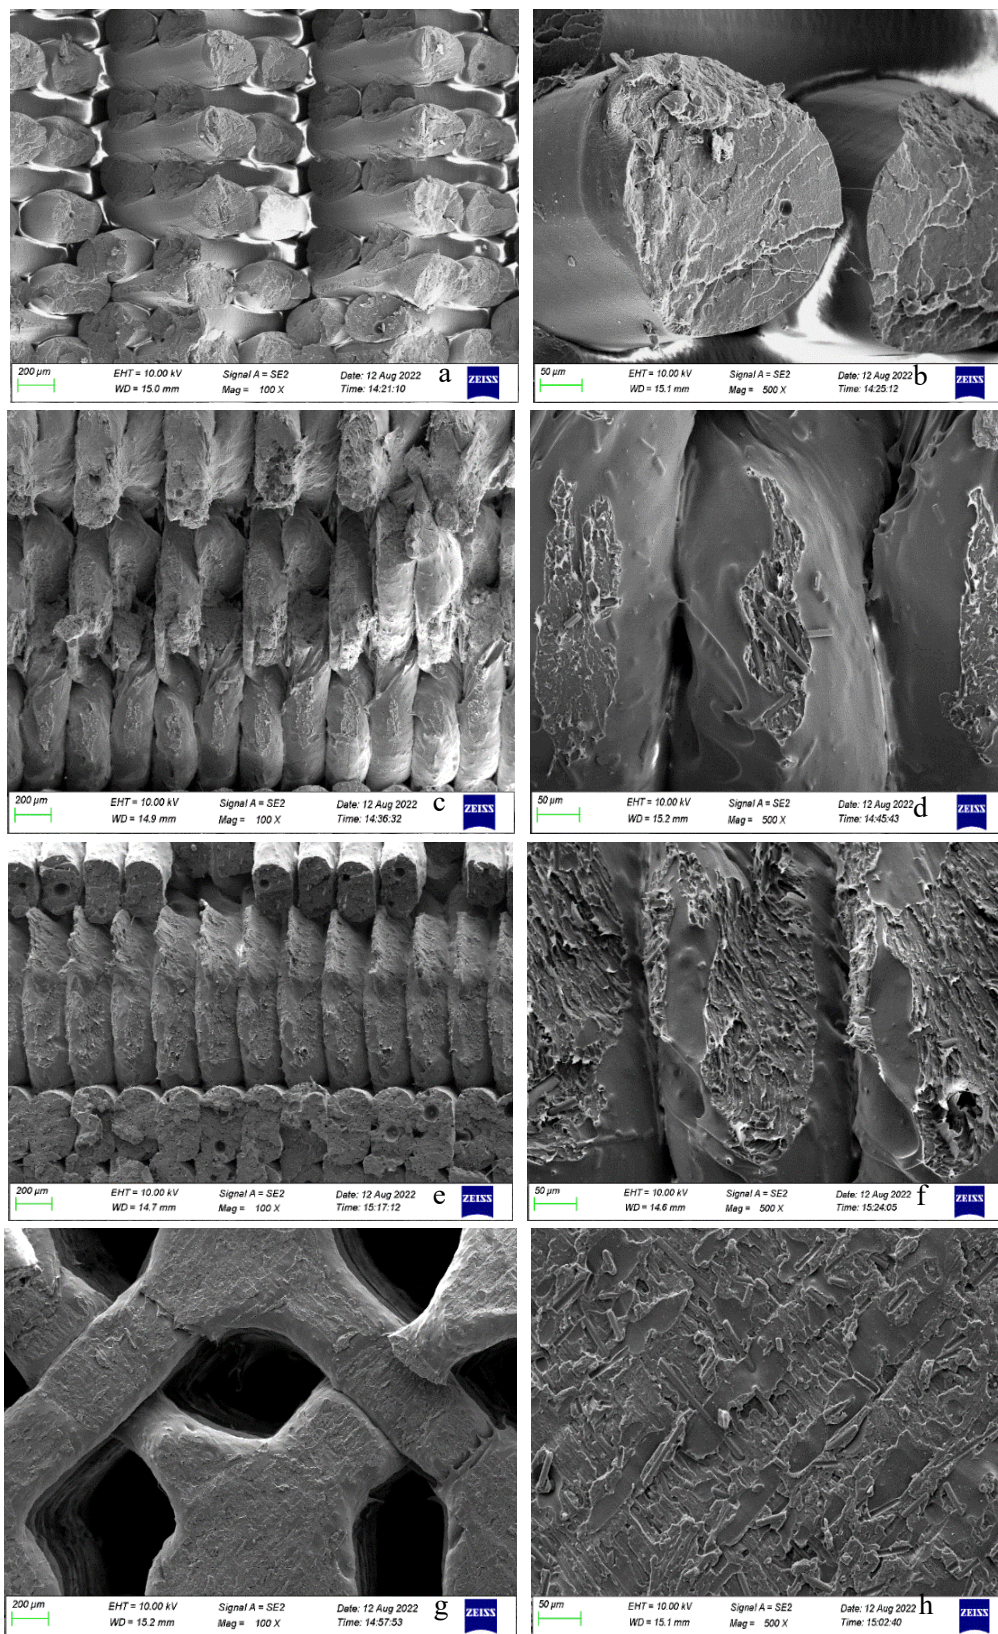 200 µm
EHT = 10.00 kV
Signal A = SE2
Date: 12 Aug 2022
WD = 15.0 mm
Mag = 100 X
Time: 14:21:10
a
ZEISS
50 µm
EHT = 10.00 kV
Signal A = SE2
Date: 12 Aug 2022
WD = 15.1 mm
Mag = 500 X
Time: 14:25:12
b
ZEISS
200 µm
EHT = 10.00 kV
Signal A = SE2
Date: 12 Aug 2022
WD = 14.9 mm
Mag = 100 X
Time: 14:36:32
c
ZEISS
50 µm
EHT = 10.00 kV
Signal A = SE2
Date: 12 Aug 2022
WD = 15.2 mm
Mag = 500 X
Time: 14:45:43
d
ZEISS
200 µm
EHT = 10.00 kV
Signal A = SE2
Date: 12 Aug 2022
WD = 14.7 mm
Mag = 100 X
Time: 15:17:12
e
ZEISS
50 µm
EHT = 10.00 kV
Signal A = SE2
Date: 12 Aug 2022
WD = 14.6 mm
Mag = 500 X
Time: 15:24:05
f
ZEISS
200 µm
EHT = 10.00 kV
Signal A = SE2
Date: 12 Aug 2022
WD = 15.2 mm
Mag = 100 X
Time: 14:57:53
g
ZEISS
50 µm
EHT = 10.00 kV
Signal A = SE2
Date: 12 Aug 2022
WD = 15.1 mm
Mag = 500 X
Time: 15:02:40
h
ZEISS